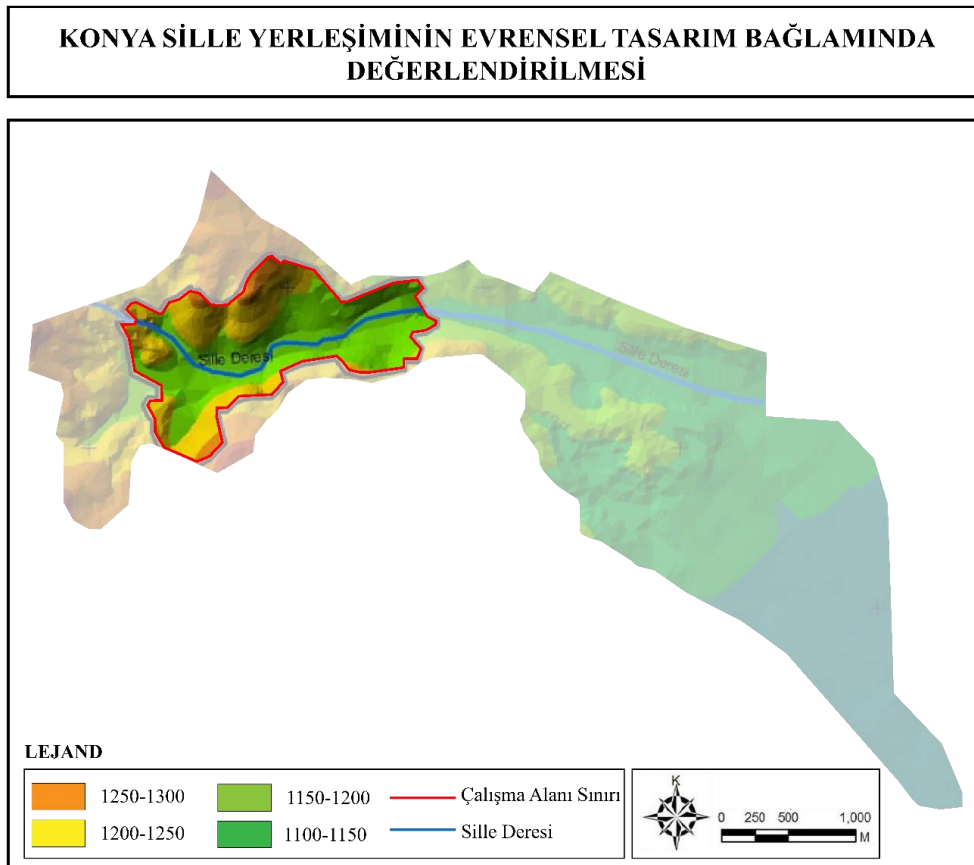 KONYA SİLLE YERLEŞİMİNİN EVRENSEL TASARIM BAĞLAMINDA
DEĞERLENDİRİLMESİ
Sille Deresi
Sille Deresi
LEJAND
1250-1300
1150-1200
Çalışma Alanı Sınırı
1200-1250
1100-1150
Sille Deresi
K
0 250 500 1,000
M